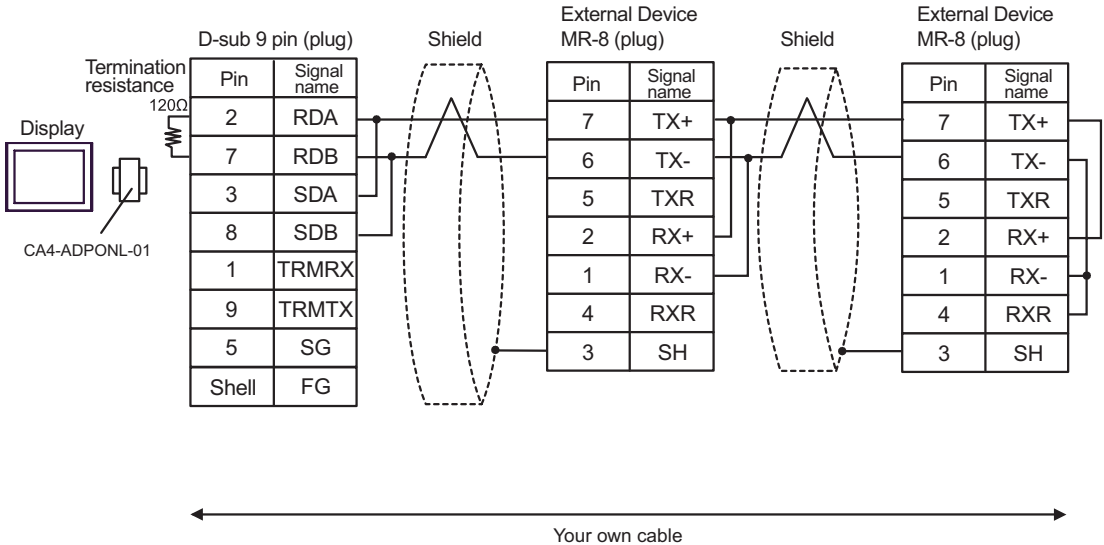 External Device
External Device
D-sub 9 pin (plug)
Shield
MR-8 (plug)
Shield
MR-8 (plug)
Termination
resistance
120Ω
Display
CA4-ADPONL-01
Pin Signal name
2 RDA
7 RDB
3 SDA
8 SDB
1 TRMRX
9 TRMTX
5 SG
Shell FG
Pin Signal name
7 TX+
6 TX-
5 TXR
2 RX+
1 RX-
4 RXR
3 SH
Pin Signal name
7 TX+
6 TX-
5 TXR
2 RX+
1 RX-
4 RXR
3 SH
Your own cable